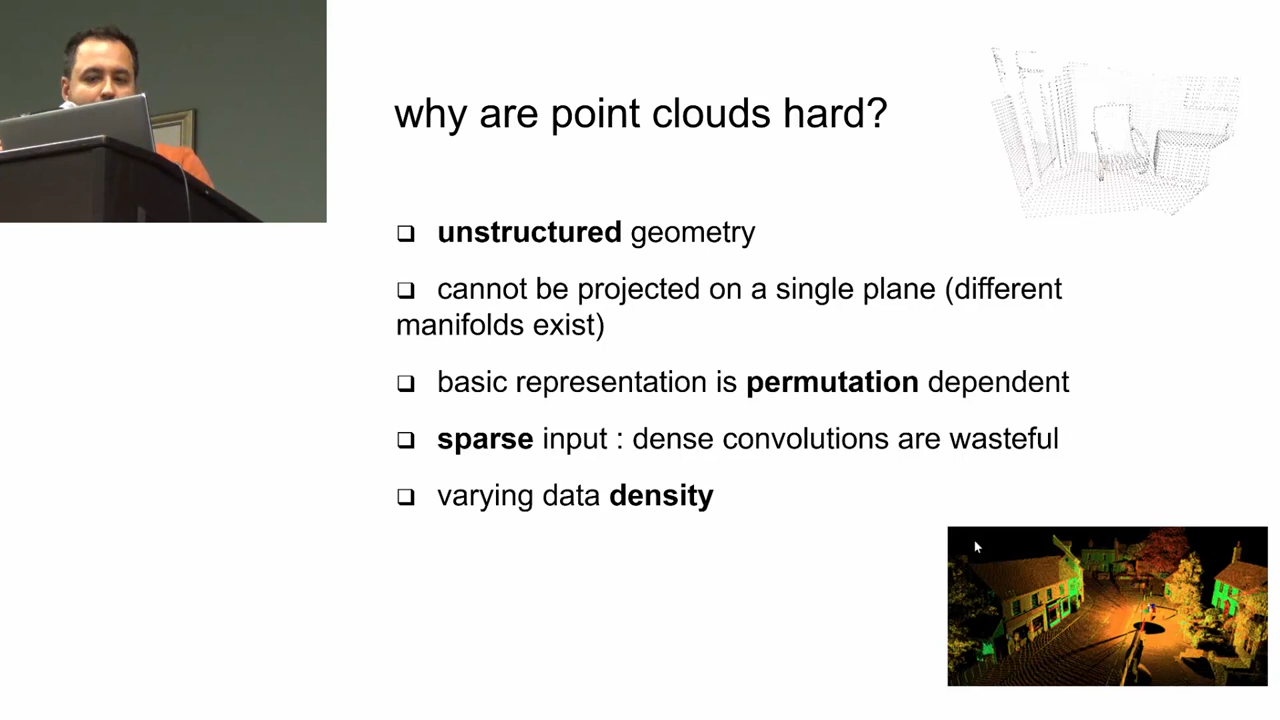 why are point clouds hard?
❑ unstructured geometry
❑ cannot be projected on a single plane (different
manifolds exist)
❑ basic representation is permutation dependent
❑ sparse input : dense convolutions are wasteful
❑ varying data density